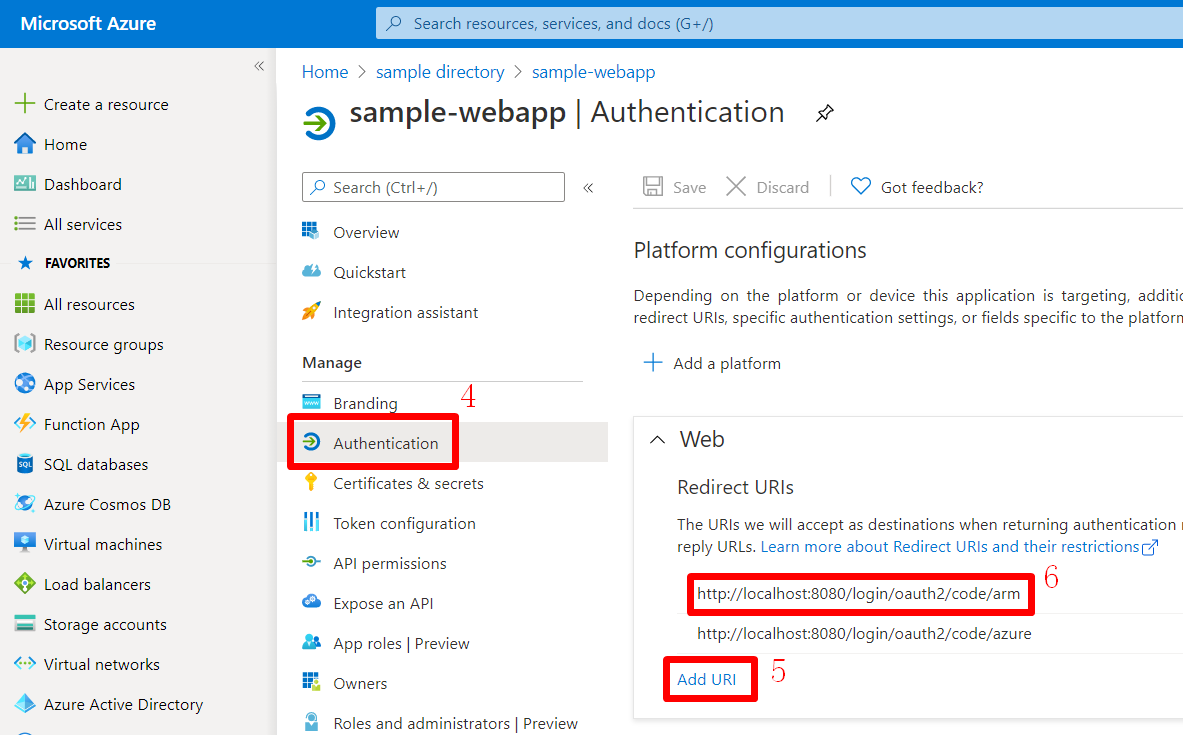 Microsoft Azure
Search resources, services, and docs (G+/)
«
Create a resource
Home
Dashboard
All services
FAVORITES
All resources
Resource groups
App Services
Function App
SQL databases
Azure Cosmos DB
Virtual machines
Load balancers
Storage accounts
Virtual networks
Azure Active Directory
Home > sample directory > sample-webapp
sample-webapp | Authentication
Search (Ctrl+/)
«
Overview
Quickstart
Integration assistant
Manage
Branding
4
Authentication
Certificates & secrets
Token configuration
API permissions
Expose an API
App roles | Preview
Owners
Roles and administrators | Preview
Save Discard Got feedback?
Platform configurations
Depending on the platform or device this application is targeting, additic
redirect URIs, specific authentication settings, or fields specific to the platform
Add a platform
Web
Redirect URIs
The URIs we will accept as destinations when returning authentication
reply URLs. Learn more about Redirect URIs and their restrictions
6
http://localhost:8080/login/oauth2/code/arm
http://localhost:8080/login/oauth2/code/azure
Add URI
5